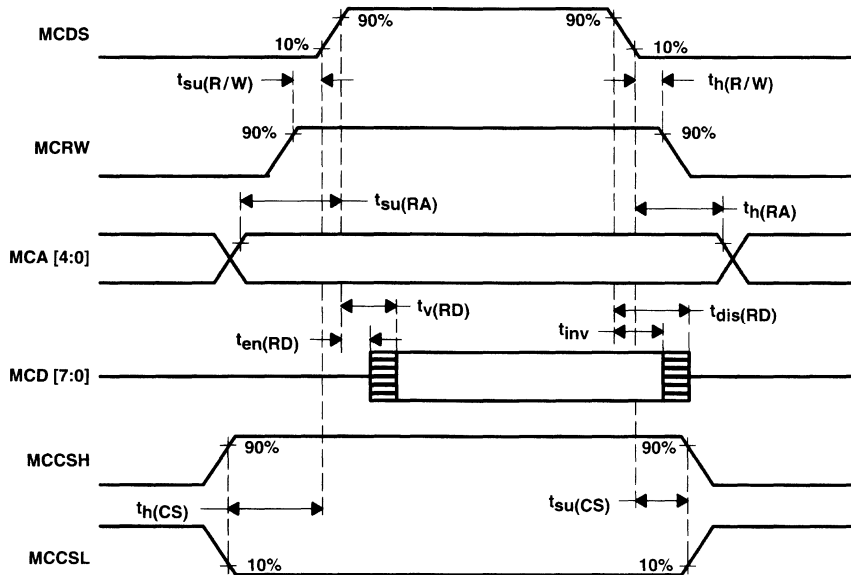 MCDS
90%
90%
10%
10%
tsu(R/W)
th(R/W)
MCRW
90%
90%
tsu(RA)
th(RA)
MCA [4:0]
tv(RD)
tdis(RD)
ten(RD)
tinv
MCD [7:0]
MCCSH
90%
90%
th(CS)
tsu(CS)
MCCSL
10%
10%